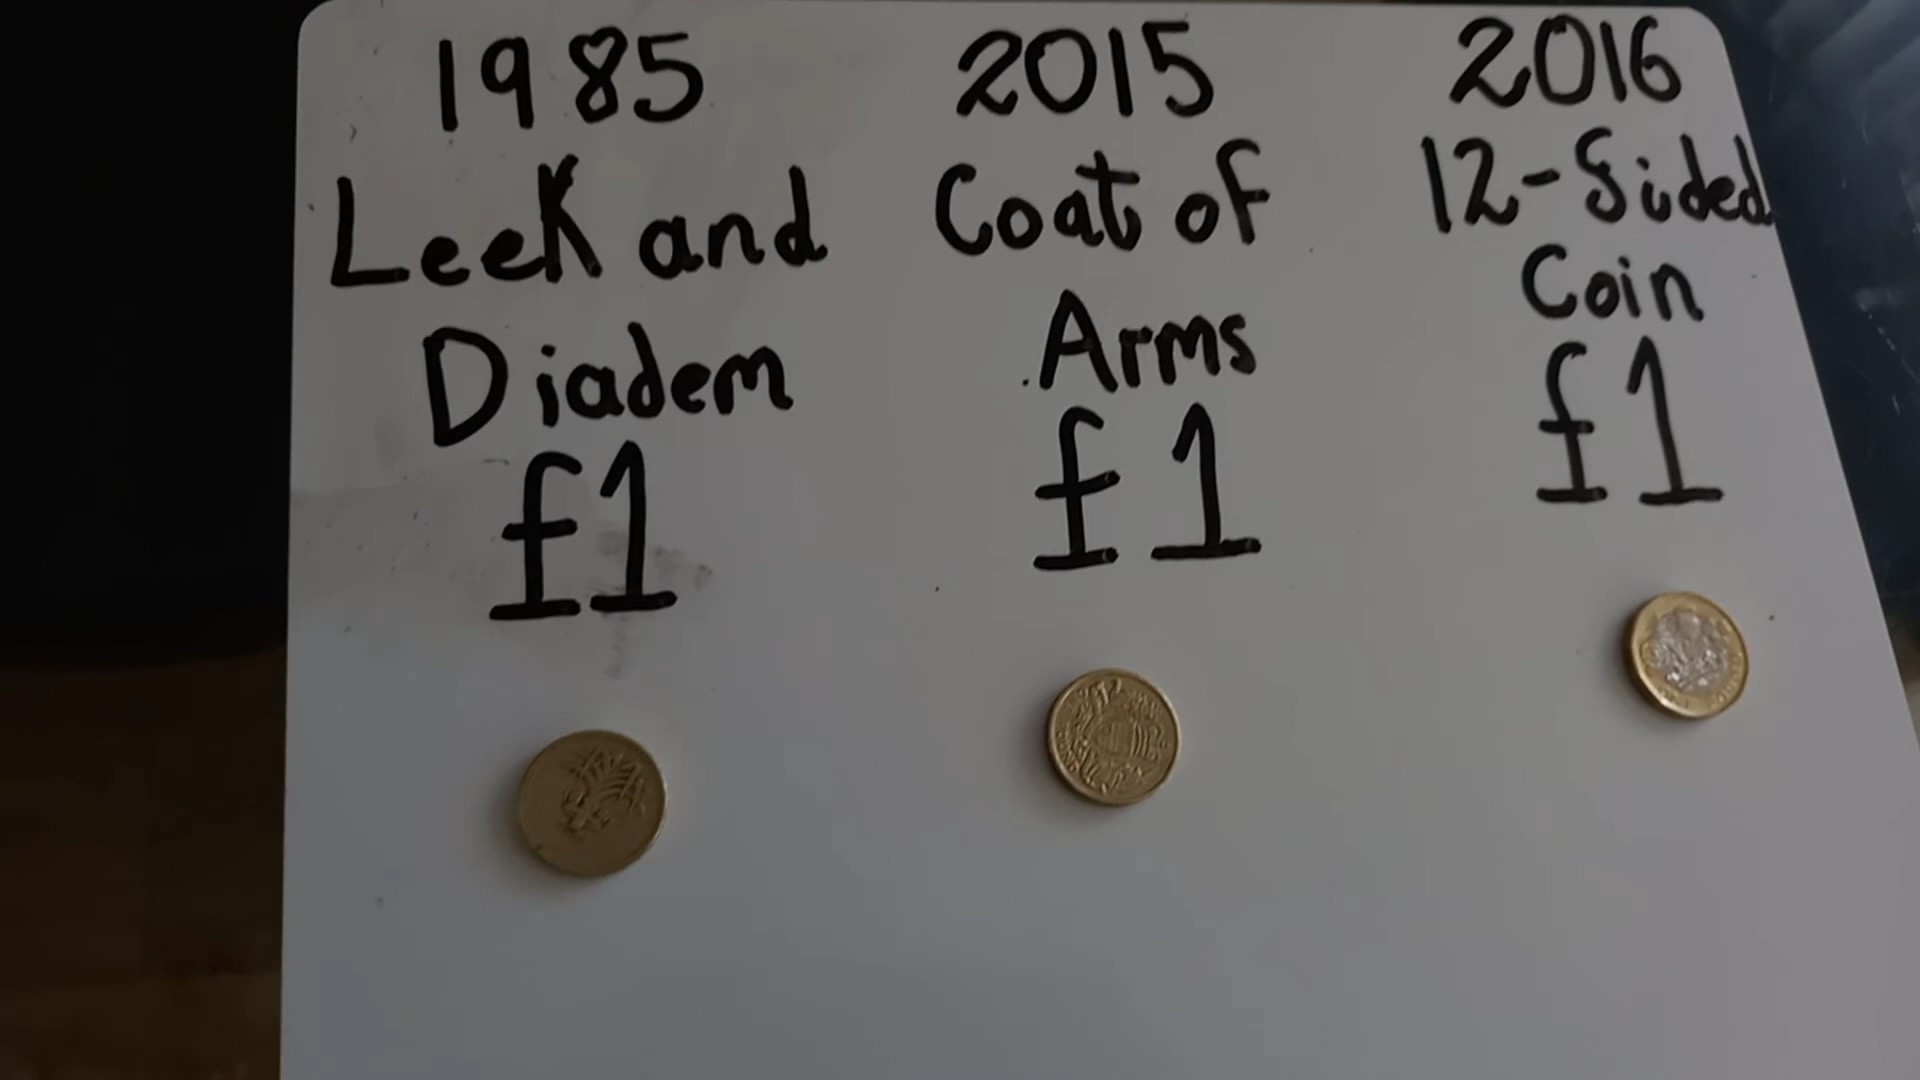 1985
Leek and
Diadem
£1
2015
Coat of
Arms
£1
2016
12-Sided
Coin
£1